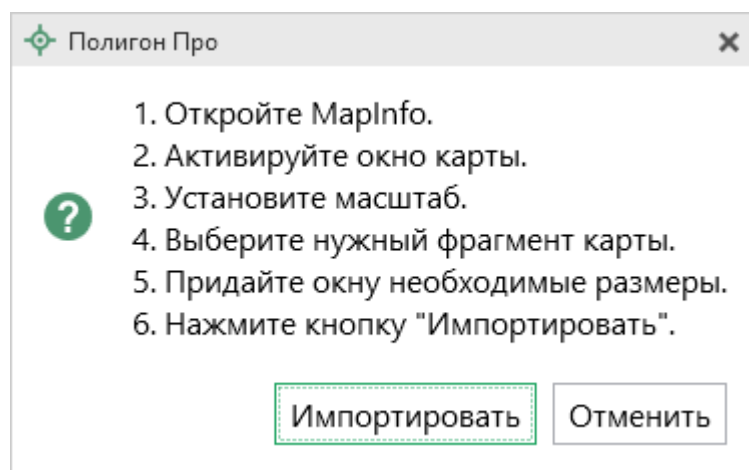 Полигон Про
1. Откройте MapInfo.
2. Активируйте окно карты.
3. Установите масштаб.
4. Выберите нужный фрагмент карты.
5. Придайте окну необходимые размеры.
6. Нажмите кнопку "Импортировать".
Импортировать Отменить